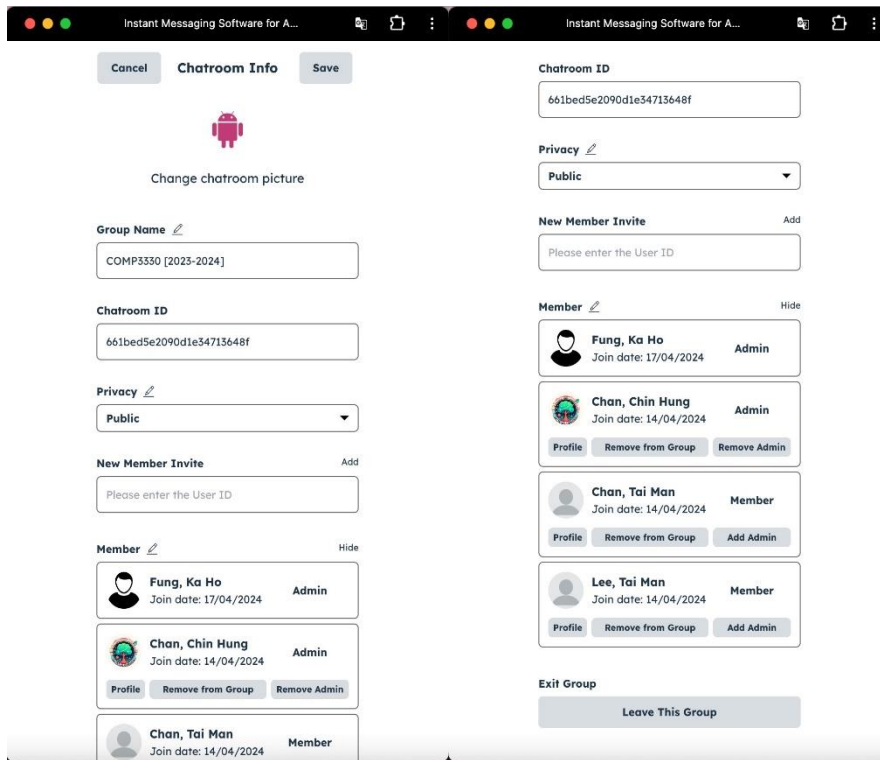 Instant Messaging Software for A...
Cancel Chatroom Info Save
Change chatroom picture
Group Name
COMP3330 [2023-2024]
Chatroom ID
661bed5e2090d1e34713648f
Privacy
Public
New Member Invite Add
Please enter the User ID
Member Hide
Fung, Ka Ho
Join date: 17/04/2024
Admin
Chan, Chin Hung
Join date: 14/04/2024
Admin
Profile Remove from Group Remove Admin
Chan, Tai Man
Join date: 14/04/2024
Member
Instant Messaging Software for A...
Chatroom ID
661bed5e2090d1e34713648f
Privacy
Public
New Member Invite Add
Please enter the User ID
Member Hide
Fung, Ka Ho
Join date: 17/04/2024
Admin
Chan, Chin Hung
Join date: 14/04/2024
Admin
Profile Remove from Group Remove Admin
Chan, Tai Man
Join date: 14/04/2024
Member
Profile Remove from Group Add Admin
Lee, Tai Man
Join date: 14/04/2024
Member
Profile Remove from Group Add Admin
Exit Group
Leave This Group